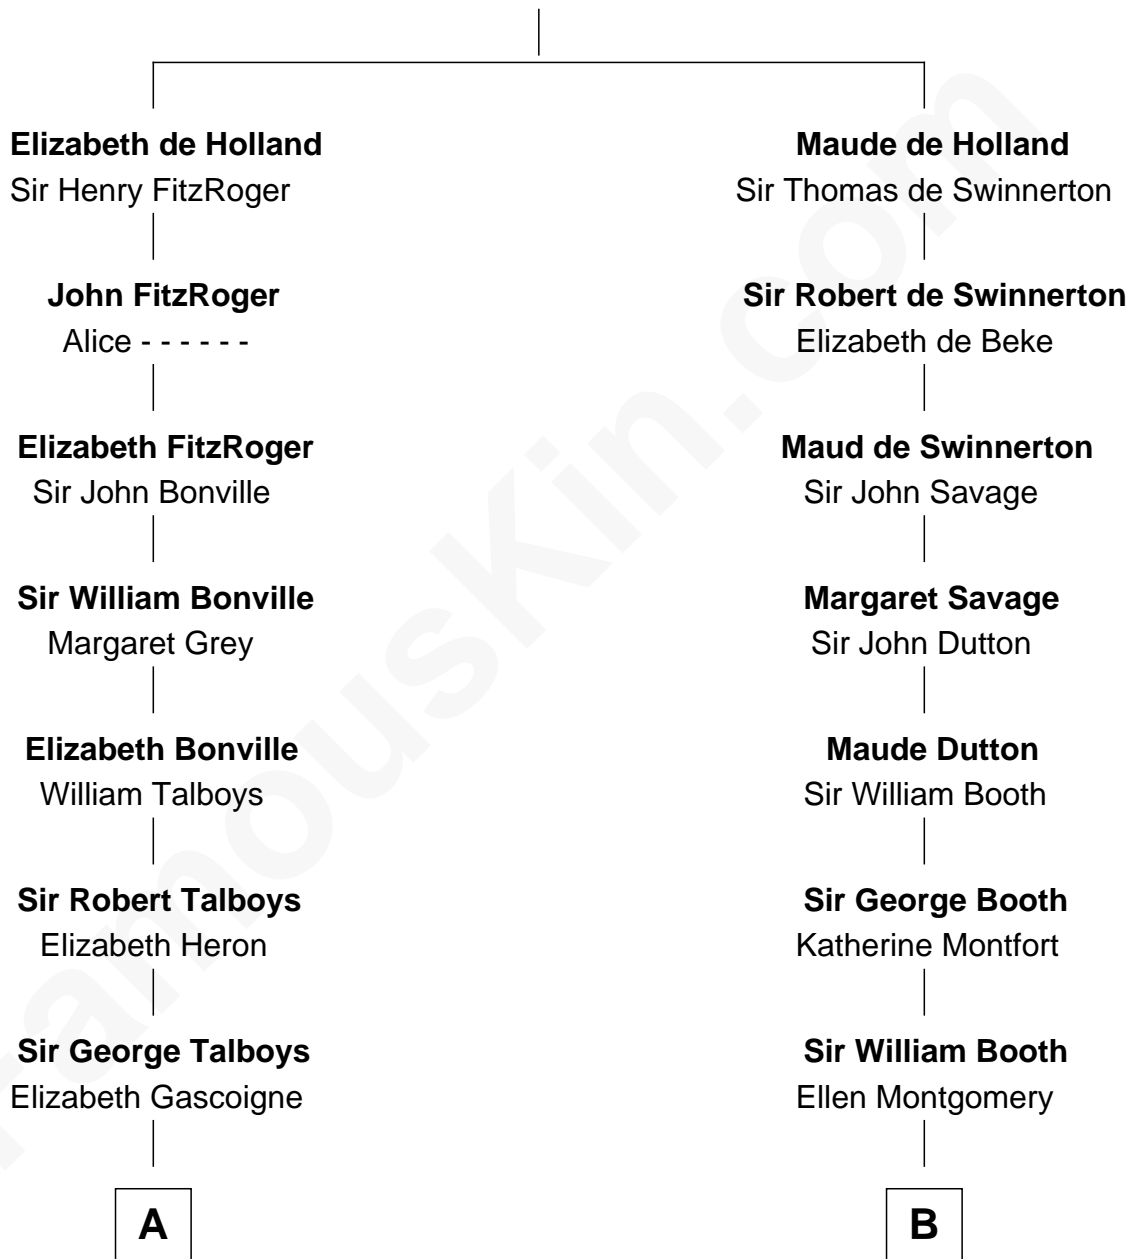 Elizabeth de Holland
Sir Henry FitzRoger
John FitzRoger
Alice - - - - - -
Elizabeth FitzRoger
Sir John Bonville
Sir William Bonville
Margaret Grey
Elizabeth Bonville
William Talboys
Sir Robert Talboys
Elizabeth Heron
Sir George Talboys
Elizabeth Gascoigne
A
Maude de Holland
Sir Thomas de Swinnerton
Sir Robert de Swinnerton
Elizabeth de Beke
Maud de Swinnerton
Sir John Savage
Margaret Savage
Sir John Dutton
Maude Dutton
Sir William Booth
Sir George Booth
Katherine Montfort
Sir William Booth
Ellen Montgomery
B
FamousKin.com